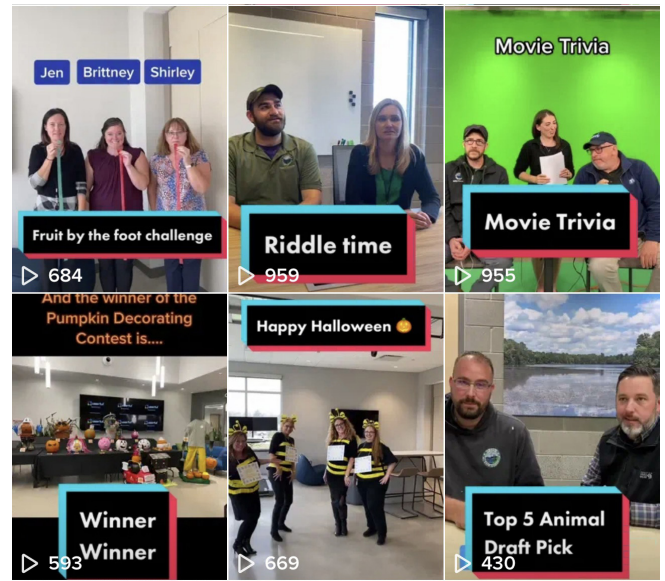 Jen Brittney Shirley
Fruit by the foot challenge
684
Riddle time
959
Movie Trivia
Movie Trivia
955
And the winner of the
Pumpkin Decorating
Contest is....
Winner
Winner
593
Happy Halloween 🎃
669
Top 5 Animal
Draft Pick
430